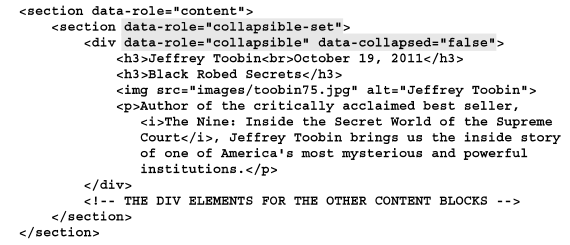 <section data-role="content">
<section data-role="collapsible-set">
<div data-role="collapsible" data-collapsed="false">
<h3>Jeffrey Toobin<br>October 19, 2011</h3>
<h3>Black Robed Secrets</h3>
<img src="images/toobin75.jpg" alt="Jeffrey Toobin">
<p>Author of the critically acclaimed best seller,
<i>The Nine: Inside the Secret World of the Supreme
Court</i>, Jeffrey Toobin brings us the inside story
of one of America's most mysterious and powerful
institutions.</p>
</div>
<!-- THE DIV ELEMENTS FOR THE OTHER CONTENT BLOCKS -->
</section>
</section>